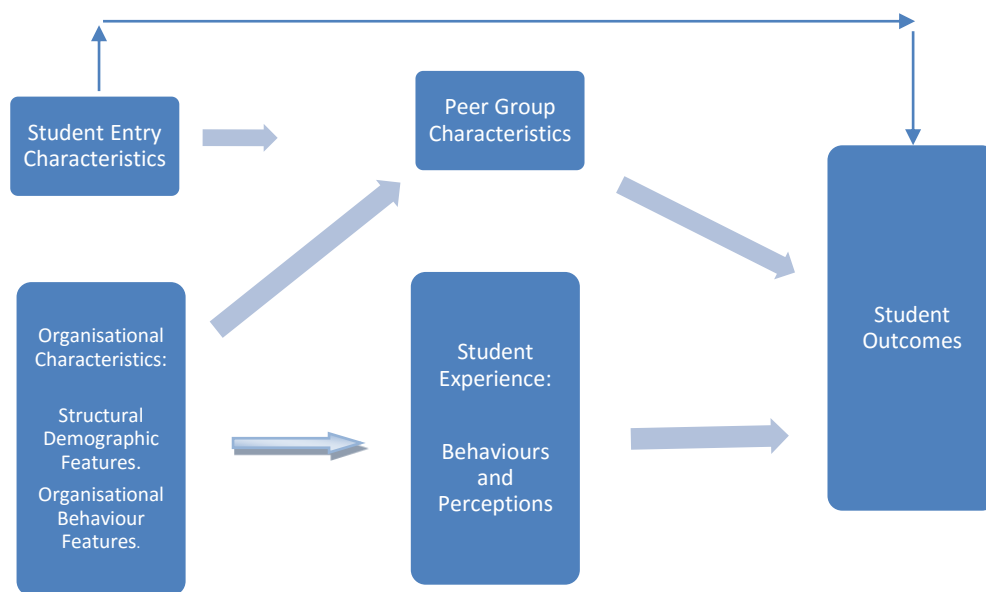 Student Entry
Characteristics
Peer Group
Characteristics
Organisational
Characteristics:
Structural
Demographic
Features.
Organisational
Behaviour
Features.
Student
Experience:
Behaviours
and
Perceptions
Student
Outcomes